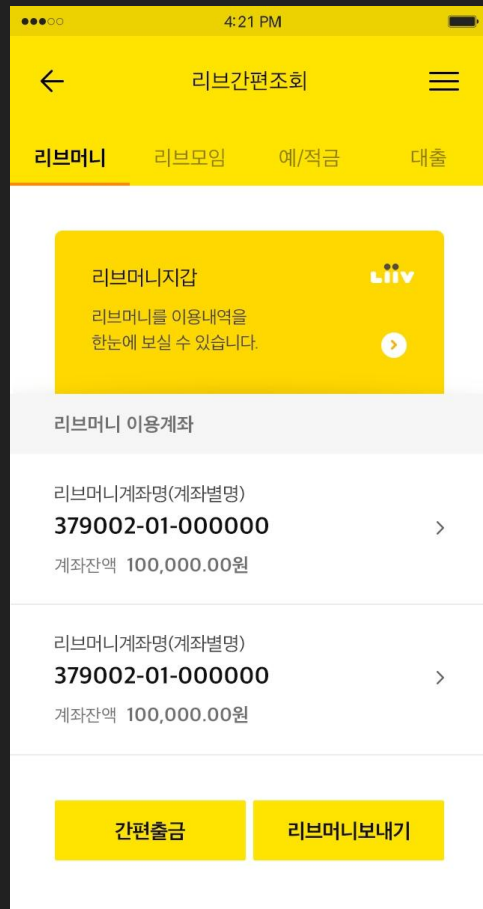 4:21 PM
리브간편조회
리브머니 리브모임 예/적금 대출
리브머니지갑
Liiv
리브머니를 이용내역을
한눈에 보실 수 있습니다.
리브머니 이용계좌
리브머니계좌명(계좌별명)
379002-01-000000
계좌잔액 100,000.00원
리브머니계좌명(계좌별명)
379002-01-000000
계좌잔액 100,000.00원
간편출금 리브머니보내기